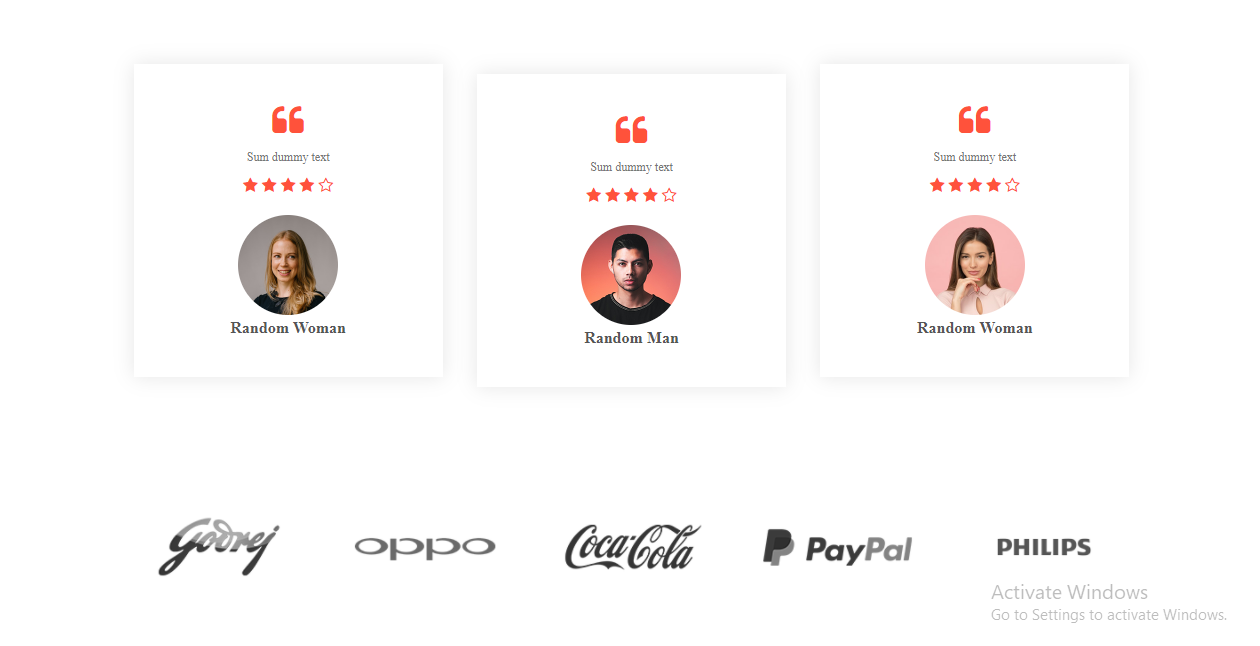 Sum dummy text
Random Woman
Sum dummy text
Random Man
Sum dummy text
Random Woman
Godrej
oppo
Coca-Cola
PayPal
PHILIPS
Activate Windows
Go to Settings to activate Windows.